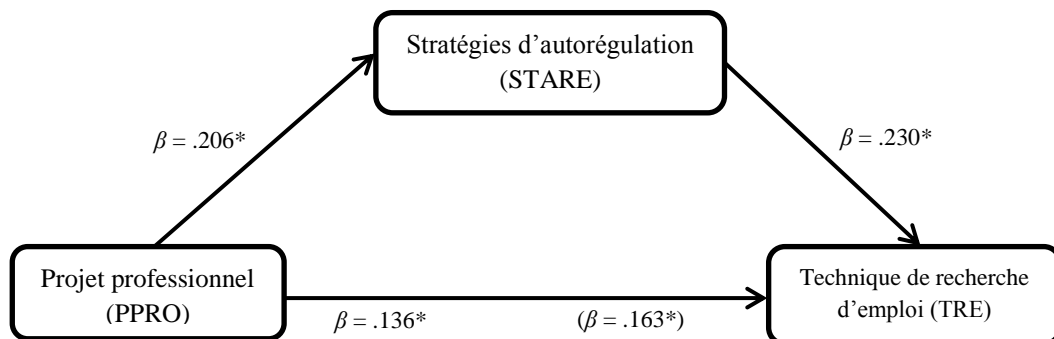 Stratégies d’autorégulation
(STARE)
β = .206*
β = .230*
Projet professionnel
(PPRO)
Technique de recherche
d’emploi (TRE)
β = .136*
(β = .163*)